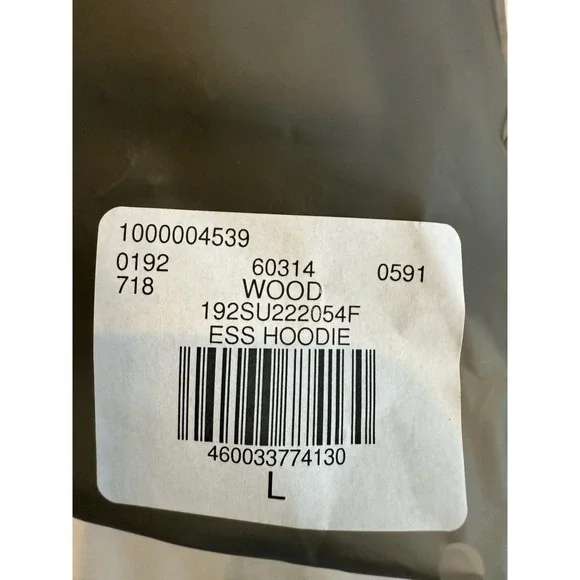 1000004539
0192 60314 0591
718 WOOD
192SU222054F
ESS HOODIE
460033774130
L